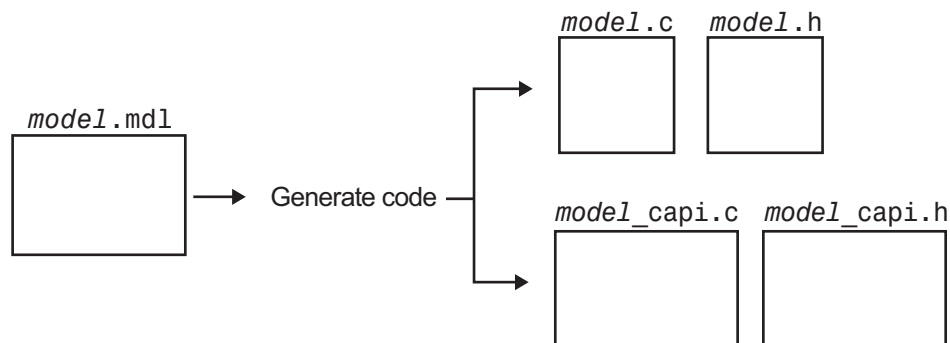 model.c model.h
model.mdl
Generate code
model_capi.c model_capi.h